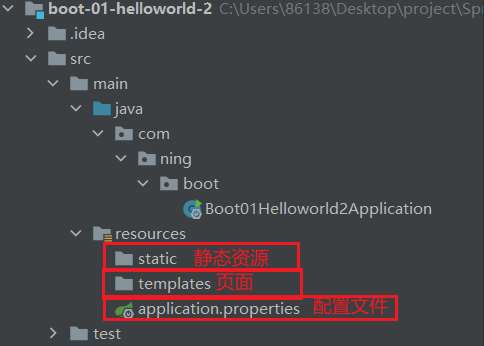 boot-01-helloworld-2 C:\Users\86138\Desktop\project\Spr
.idea
src
main
java
com
ning
boot
Boot01Helloworld2Application
resources
static 静态资源
templates 页面
application.properties 配置文件
test